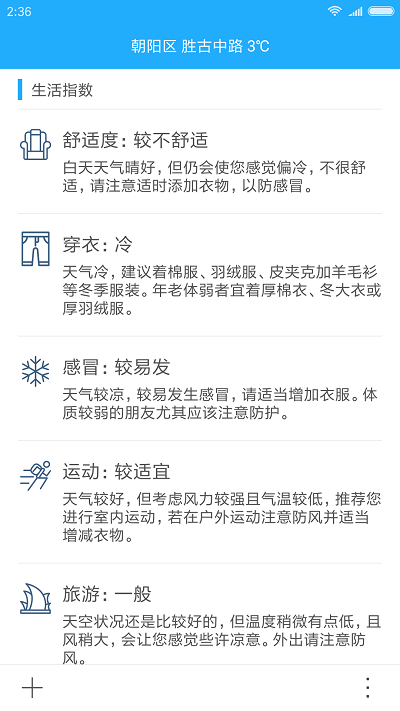 2:36
朝阳区 胜古中路 3℃
生活指数
舒适度：较不舒适
白天天气晴好，但仍会使您感觉偏冷，不很舒
适，请注意适时添加衣物，以防感冒。
穿衣：冷
天气冷，建议着棉服、羽绒服、皮夹克加羊毛衫
等冬季服装。年老体弱者宜着厚棉衣、冬大衣或
厚羽绒服。
感冒：较易发
天气较凉，较易发生感冒，请适当增加衣服。体
质较弱的朋友尤其应该注意防护。
运动：较适宜
天气较好，但考虑风力较强且气温较低，推荐您
进行室内运动，若在户外运动注意防风并适当
增减衣物。
旅游：一般
天空状况还是比较好的，但温度稍微有点低，且
风稍大，会让您感觉些许凉意。外出请注意防
风。